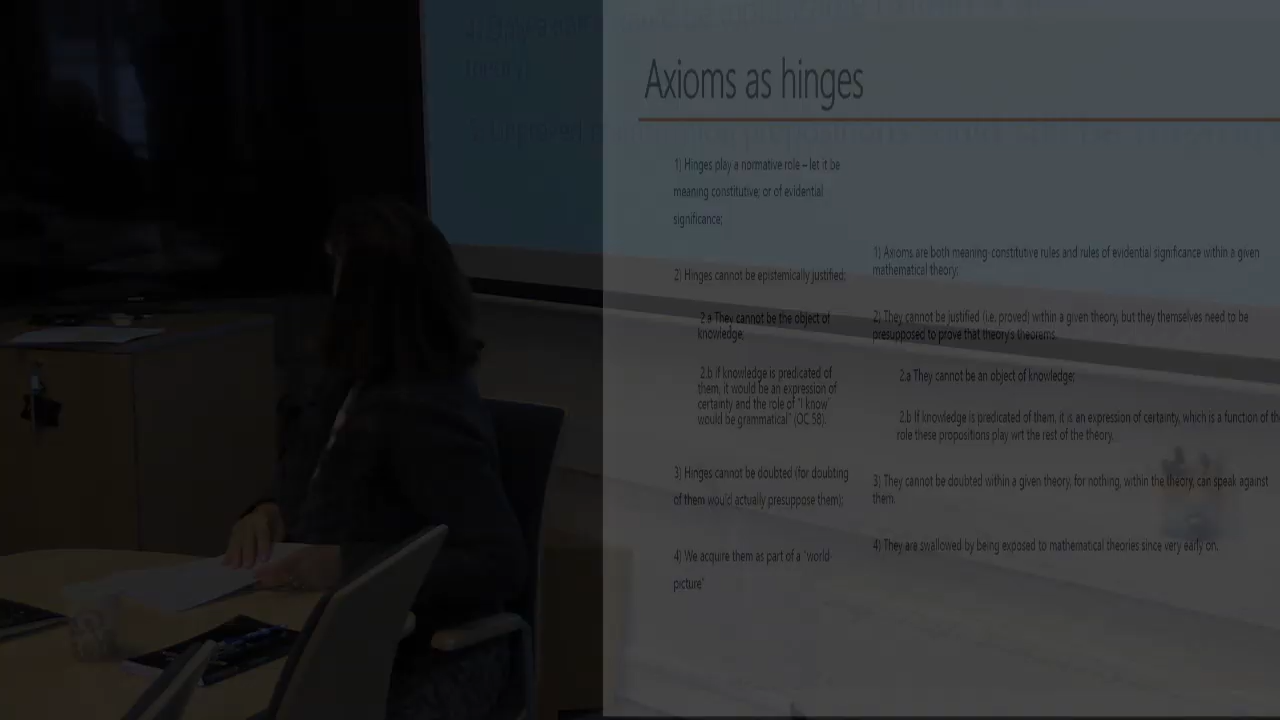 Axioms as hinges
1) Hinges play a normative role – let it be
meaning constitutive; or of evidential
significance;
2) Hinges cannot be epistemically justified;
2.a They cannot be the object of
knowledge;
2.b if knowledge is predicated of
them, it would be an expression of
certainty and the role of "I know"
would be grammatical" (OC 58).
3) Hinges cannot be doubted (for doubting
of them would actually presuppose them);
4) We acquire them as part of a "world-
picture"
1) Axioms are both meaning-constitutive rules and rules of evidential significance within a given
mathematical theory.
2) They cannot be justified (i.e. proved) within a given theory, but they themselves need to be
presupposed to prove that theory's theorems.
2.a They cannot be an object of knowledge;
2.b If knowledge is predicated of them, it is an expression of certainty, which is a function of
role these propositions play wrt the rest of the theory.
3) They cannot be doubted within a given theory, for nothing, within the theory, can speak against
them.
4) They are swallowed by being exposed to mathematical theories since very early on.